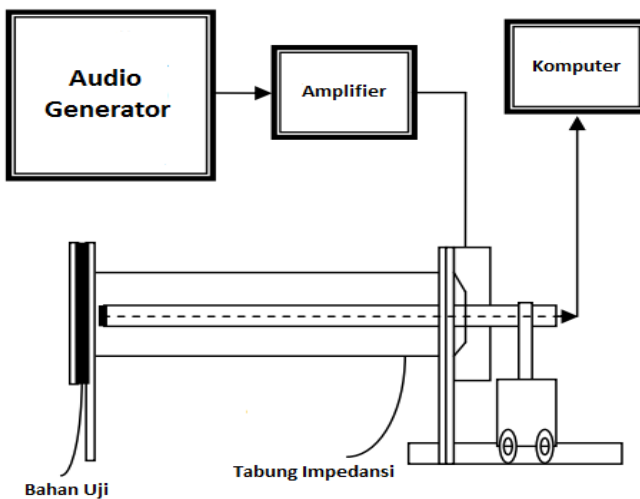 Audio
Generator
Amplifier
Komputer
Tabung Impedansi
Bahan Uji